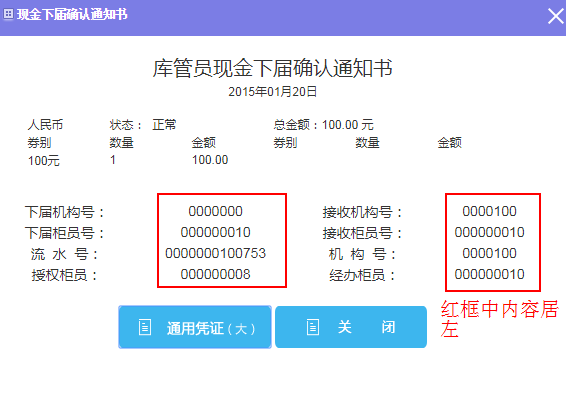 现金下届确认通知书
库管员现金下届确认通知书
2015年01月20日
人民币 状态： 正常 总金额：100.00 元
券别 数量 金额 券别 数量 金额
100元 1 100.00
下届机构号： 0000000 接收机构号： 0000100
下届柜员号： 000000010 接收柜员号： 000000010
流 水 号： 0000000100753 机 构 号： 0000100
授权柜员： 000000008 经办柜员： 000000010
通用凭证（大） 关 闭
红框中内容居
左